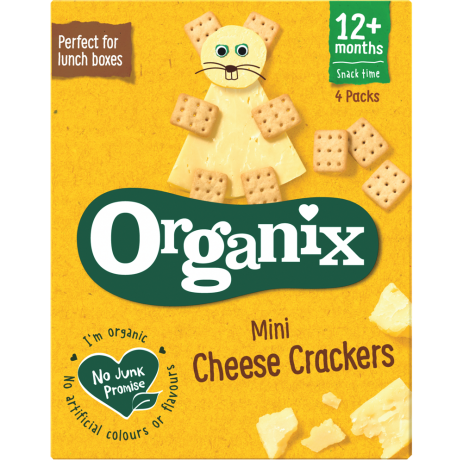 Perfect for
lunch boxes
12+
months
Snack time
4 Packs
Organix
Mini
Cheese Crackers
I'm organic
No Junk
Promise
No artificial colours or flavours